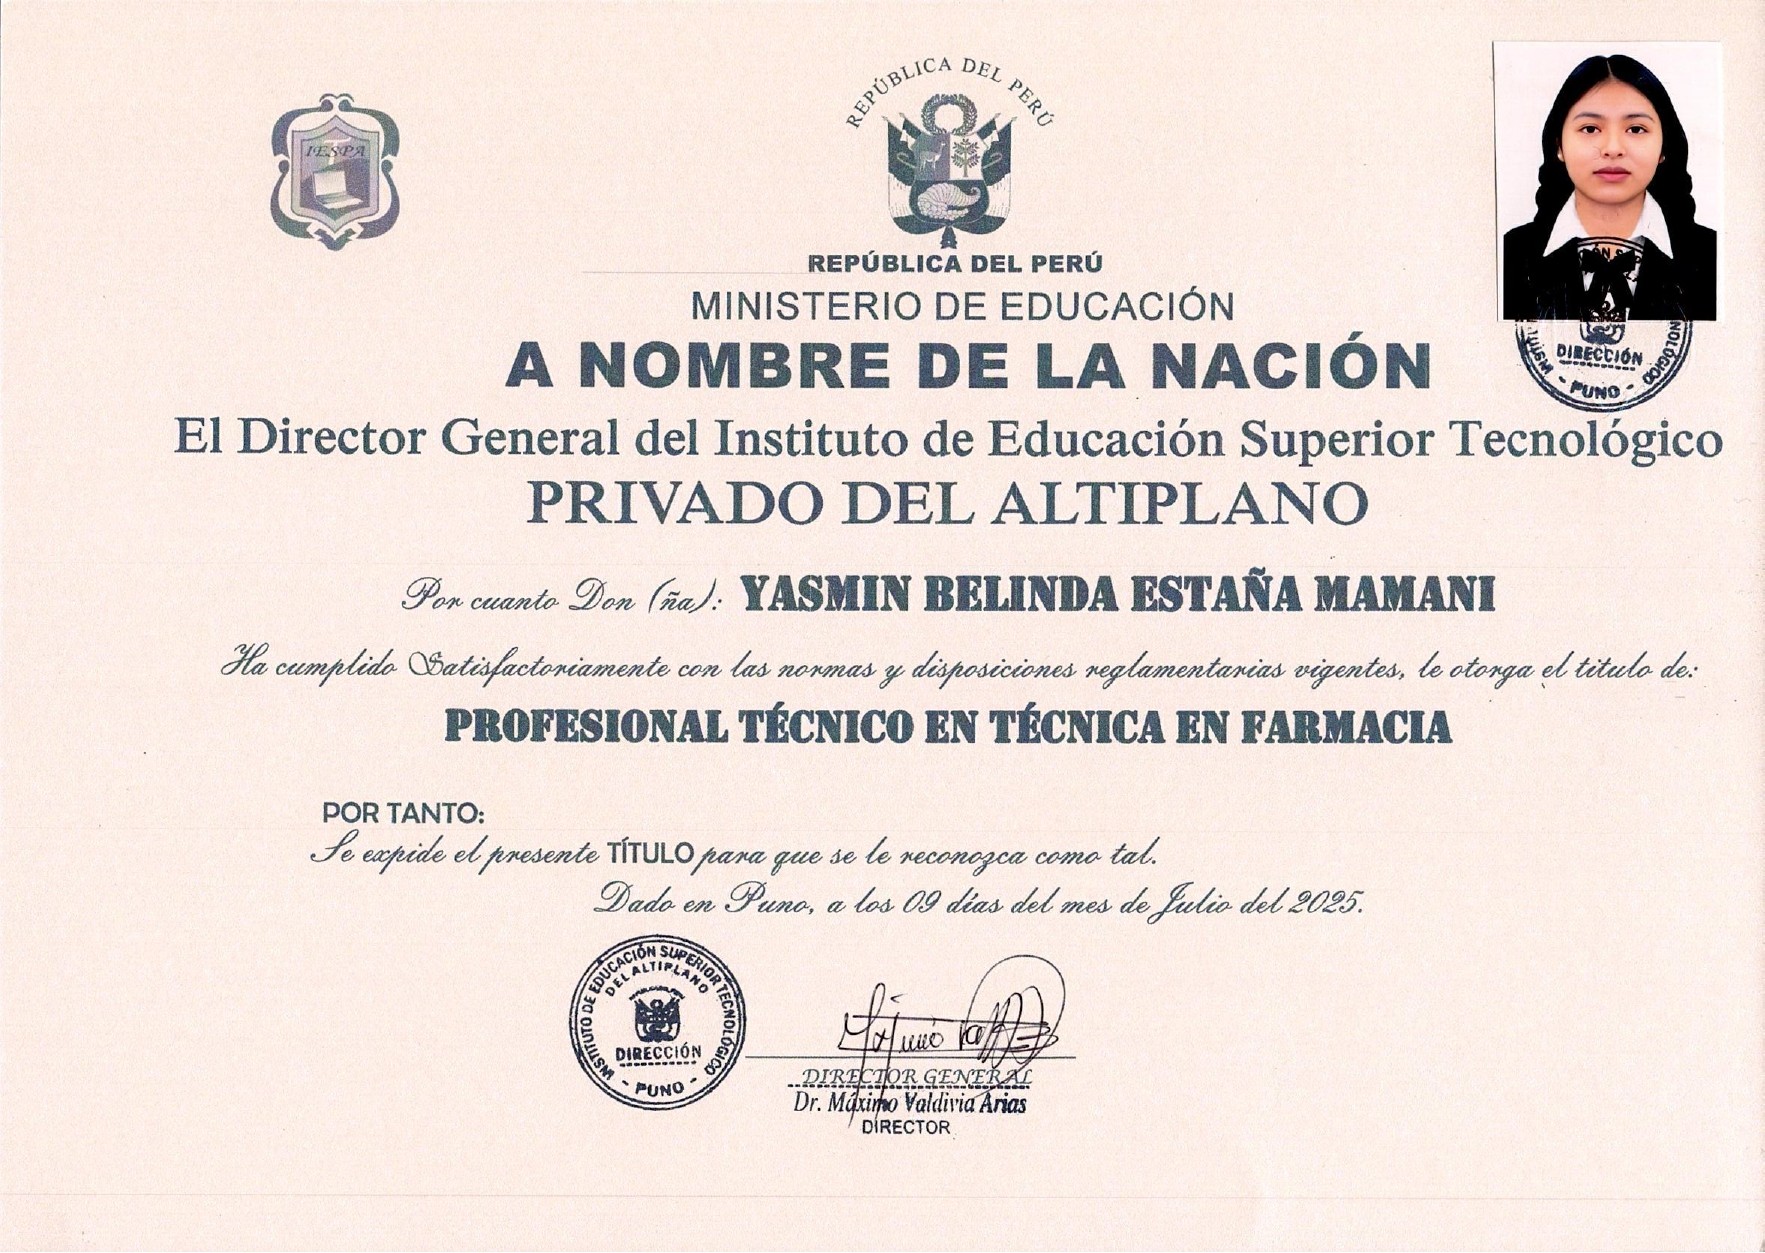 IESPA
REPÚBLICA DEL PERÚ
REPÚBLICA DEL PERÚ
MINISTERIO DE EDUCACIÓN
A NOMBRE DE LA NACIÓN
El Director General del Instituto de Educación Superior Tecnológico
PRIVADO DEL ALTIPLANO
DIRECCIÓN
- PUNO -
Por cuanto Don (ña): YASMIN BELINDA ESTAÑA MAMANI
Ha cumplido Satisfactoriamente con las normas y disposiciones reglamentarias vigentes, le otorga el titulo de:
PROFESIONAL TÉCNICO EN TÉCNICA EN FARMACIA
POR TANTO:
Se expide el presente TÍTULO para que se le reconozca como tal.
Dado en Puno, a los 09 días del mes de Julio del 2025.
INSTITUTO DE EDUCACIÓN SUPERIOR TECNOLÓGICO
DEL ALTIPLANO
DIRECCIÓN
- PUNO -
DIRECTOR GENERAL
Dr. Máximo Valdivia Arias
DIRECTOR